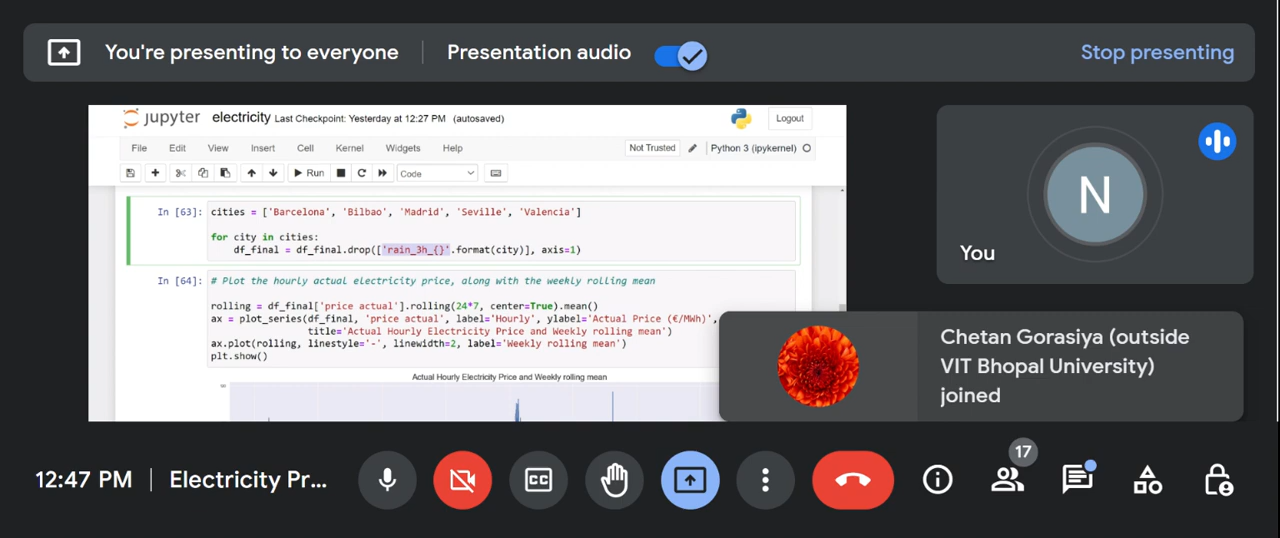 You're presenting to everyone Presentation audio Stop presenting
jupyter electricity Last Checkpoint: Yesterday at 12:27 PM (autosaved) Logout
File Edit View Insert Cell Kernel Widgets Help Not Trusted Python 3 (ipykernel)
Run Code
In [63]: cities = ['Barcelona', 'Bilbao', 'Madrid', 'Seville', 'Valencia']
for city in cities:
df_final = df_final.drop(['rain_3h_{}'.format(city)], axis=1)
In [64]: # Plot the hourly actual electricity price, along with the weekly rolling mean
rolling = df_final['price actual'].rolling(24*7, center=True).mean()
ax = plot_series(df_final, 'price actual', label='Hourly', ylabel='Actual Price (€/MWh)',
title='Actual Hourly Electricity Price and Weekly rolling mean')
ax.plot(rolling, linestyle='-', linewidth=2, label='Weekly rolling mean')
plt.show()
Actual Hourly Electricity Price and Weekly rolling mean
N
You
Chetan Gorasiya (outside
VIT Bhopal University)
joined
12:47 PM Electricity Pr... CC 17